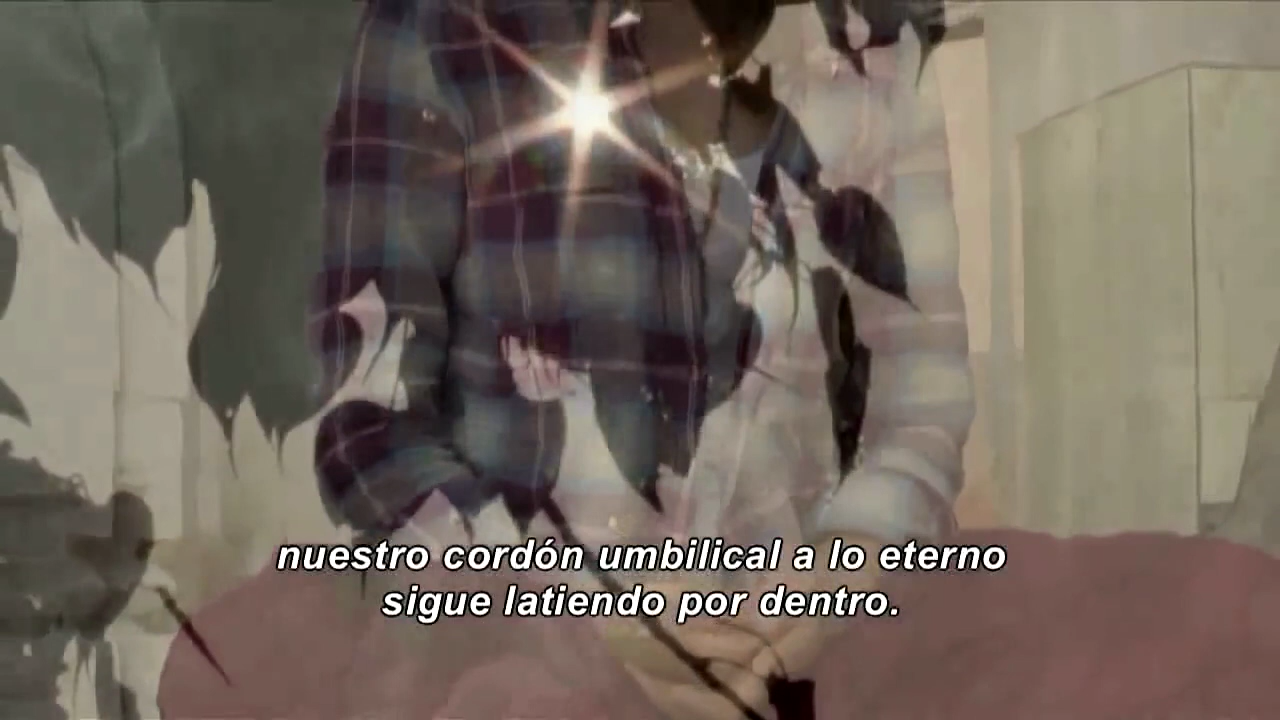 nuestro cordón umbilical a lo eterno
sigue latiendo por dentro.